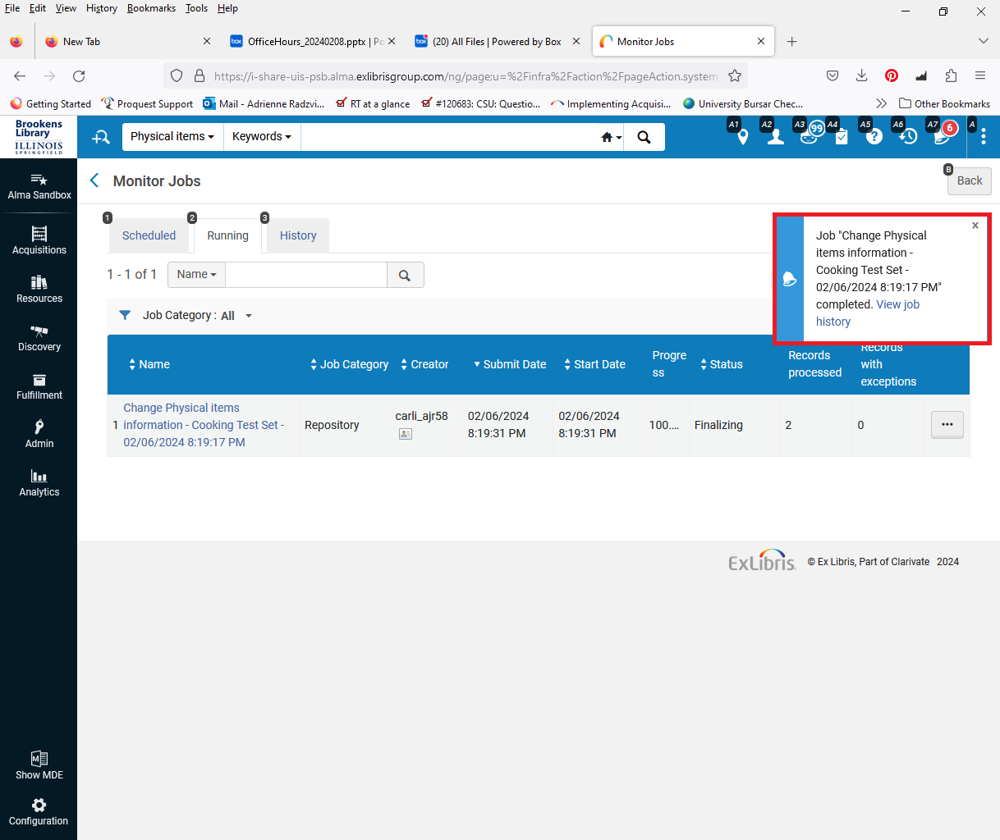 File Edit View History Bookmarks Tools Help
New Tab
OfficeHours_20240208.pptx | Po
(20) All Files | Powered by Box
Monitor Jobs
https://i-share-uis-psb.alma.exlibrisgroup.com/ng/page;u=%2Finfra%2Faction%2FpageAction.system_
Getting Started
Proquest Support
Mail - Adrienne Radzvi...
RT at a glance
#120683: CSU: Questio...
Implementing Acquisi...
University Bursar Chec...
Other Bookmarks
Brookens
Library
ILLINOIS
SPRINGFIELD
Physical items
Keywords
A1 A2 A3 99 A4 A5 A6 A7 6 A
Alma Sandbox
Acquisitions
Resources
Discovery
Fulfillment
Admin
Analytics
Show MDE
Configuration
Monitor Jobs
B
Back
1 Scheduled
2 Running
3 History
1 - 1 of 1
Name
Job Category : All
Job "Change Physical
items information -
Cooking Test Set -
02/06/2024 8:19:17 PM"
completed. View job
history
Name
Job Category
Creator
Submit Date
Start Date
Progre
ss
Status
Records
processed
Records
with
exceptions
1
Change Physical items
information - Cooking Test Set -
02/06/2024 8:19:17 PM
Repository
carli_ajr58
02/06/2024
8:19:31 PM
02/06/2024
8:19:31 PM
100....
Finalizing
2
0
ExLibris
© Ex Libris, Part of Clarivate 2024